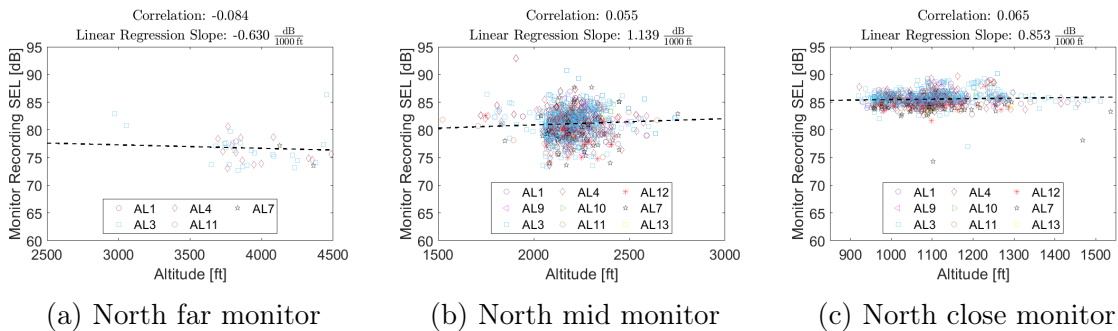 Correlation: -0.084
Linear Regression Slope: -0.630 dB/1000 ft
95
90
85
80
75
70
65
60
Monitor Recording SEL [dB]
AL1 AL4 AL7
AL3 AL11
2500 3000 3500 4000 4500
Altitude [ft]
(a) North far monitor
Correlation: 0.055
Linear Regression Slope: 1.139 dB/1000 ft
95
90
85
80
75
70
65
60
Monitor Recording SEL [dB]
AL1 AL4 AL12
AL9 AL10 AL7
AL3 AL11 AL13
1500 2000 2500 3000
Altitude [ft]
(b) North mid monitor
Correlation: 0.065
Linear Regression Slope: 0.853 dB/1000 ft
95
90
85
80
75
70
65
60
Monitor Recording SEL [dB]
AL1 AL4 AL12
AL9 AL10 AL7
AL3 AL11 AL13
900 1000 1100 1200 1300 1400 1500
Altitude [ft]
(c) North close monitor